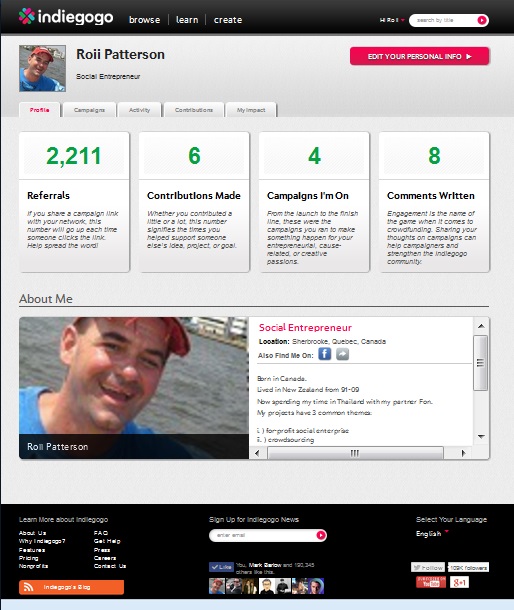 indiegogo
browse | learn | create
Hi Roii
search by title
Roii Patterson
Social Entrepreneur
EDIT YOUR PERSONAL INFO
Profile Campaigns Activity Contributions My Impact
2,211
Referrals
If you share a campaign link
with your network, this
number will go up each time
someone clicks the link.
Help spread the word!
6
Contributions Made
Whether you contributed a
little or a lot, this number
signifies the times you
helped support someone
else's idea, project, or goal.
4
Campaigns I'm On
From the launch to the finish
line, these were the
campaigns you ran to make
something happen for your
entrepreneurial, cause-
related, or creative
passions.
8
Comments Written
Engagement is the name of
the game when it comes to
crowdfunding. Sharing your
thoughts on campaigns can
help campaigners and
strengthen the Indiegogo
community.
About Me
Roii Patterson
Social Entrepreneur
Location: Sherbrooke, Quebec, Canada
Also Find Me On:
Born in Canada.
Lived in New Zealand from 91-09
Now spending my time in Thailand with my partner Fon.
My projects have 3 common themes:
i. ) for-profit social enterprise
ii. ) crowdsourcing
Learn More about Indiegogo
About Us
Why Indiegogo?
Features
Pricing
Nonprofits
FAQ
Get Help
Press
Careers
Contact Us
Indiegogo's Blog
Sign Up for Indiegogo News
enter email
Like
You, Mark Barlow and 190,345
others like this.
Select Your Language
English
Follow
109K followers
You Tube
g+1